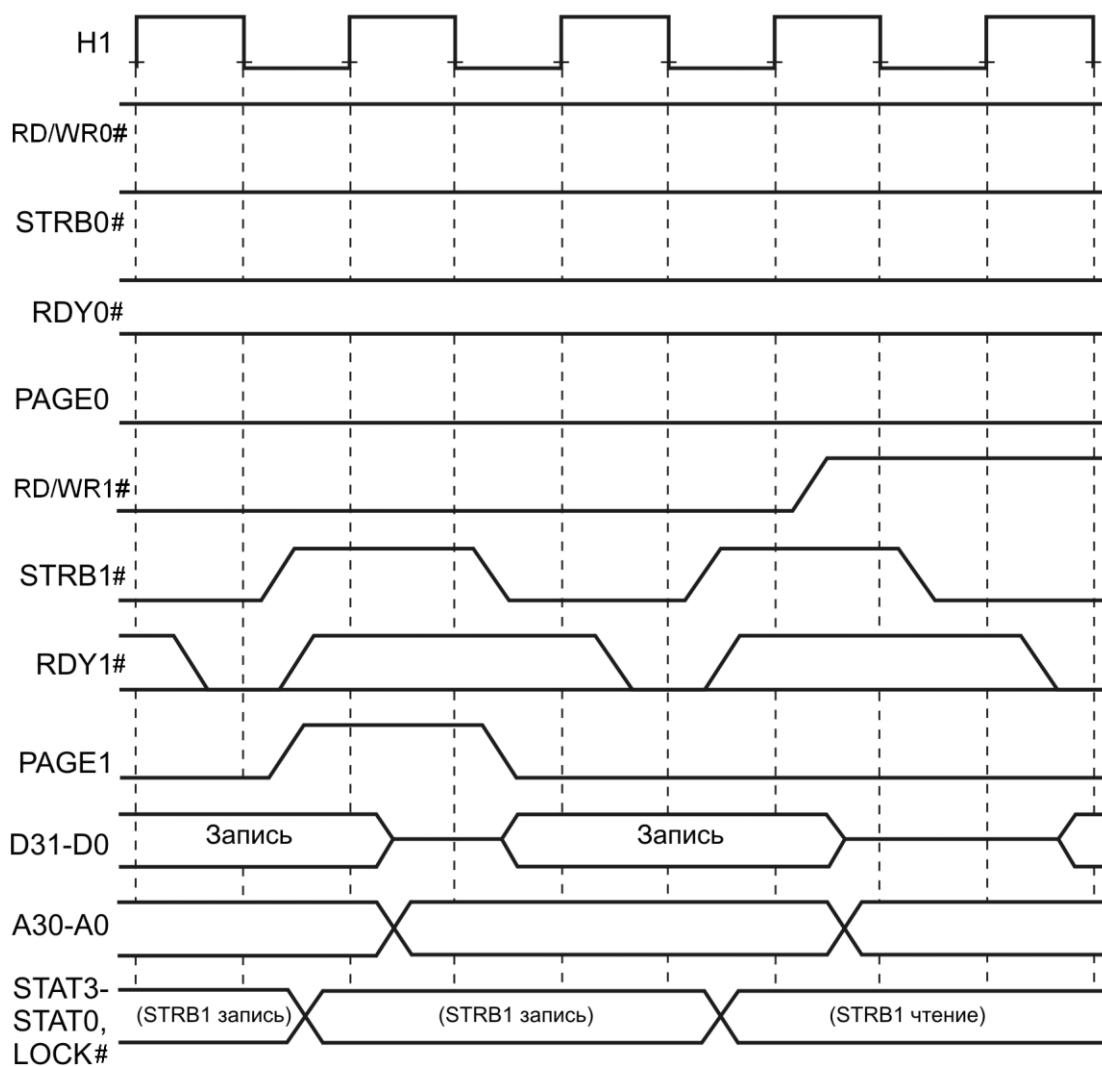 H1
RD/WR0#
STRB0#
RDY0#
PAGE0
RD/WR1#
STRB1#
RDY1#
PAGE1
D31-D0
Запись
Запись
A30-A0
STAT3-
STAT0,
LOCK#
(STRB1 запись)
(STRB1 запись)
(STRB1 чтение)